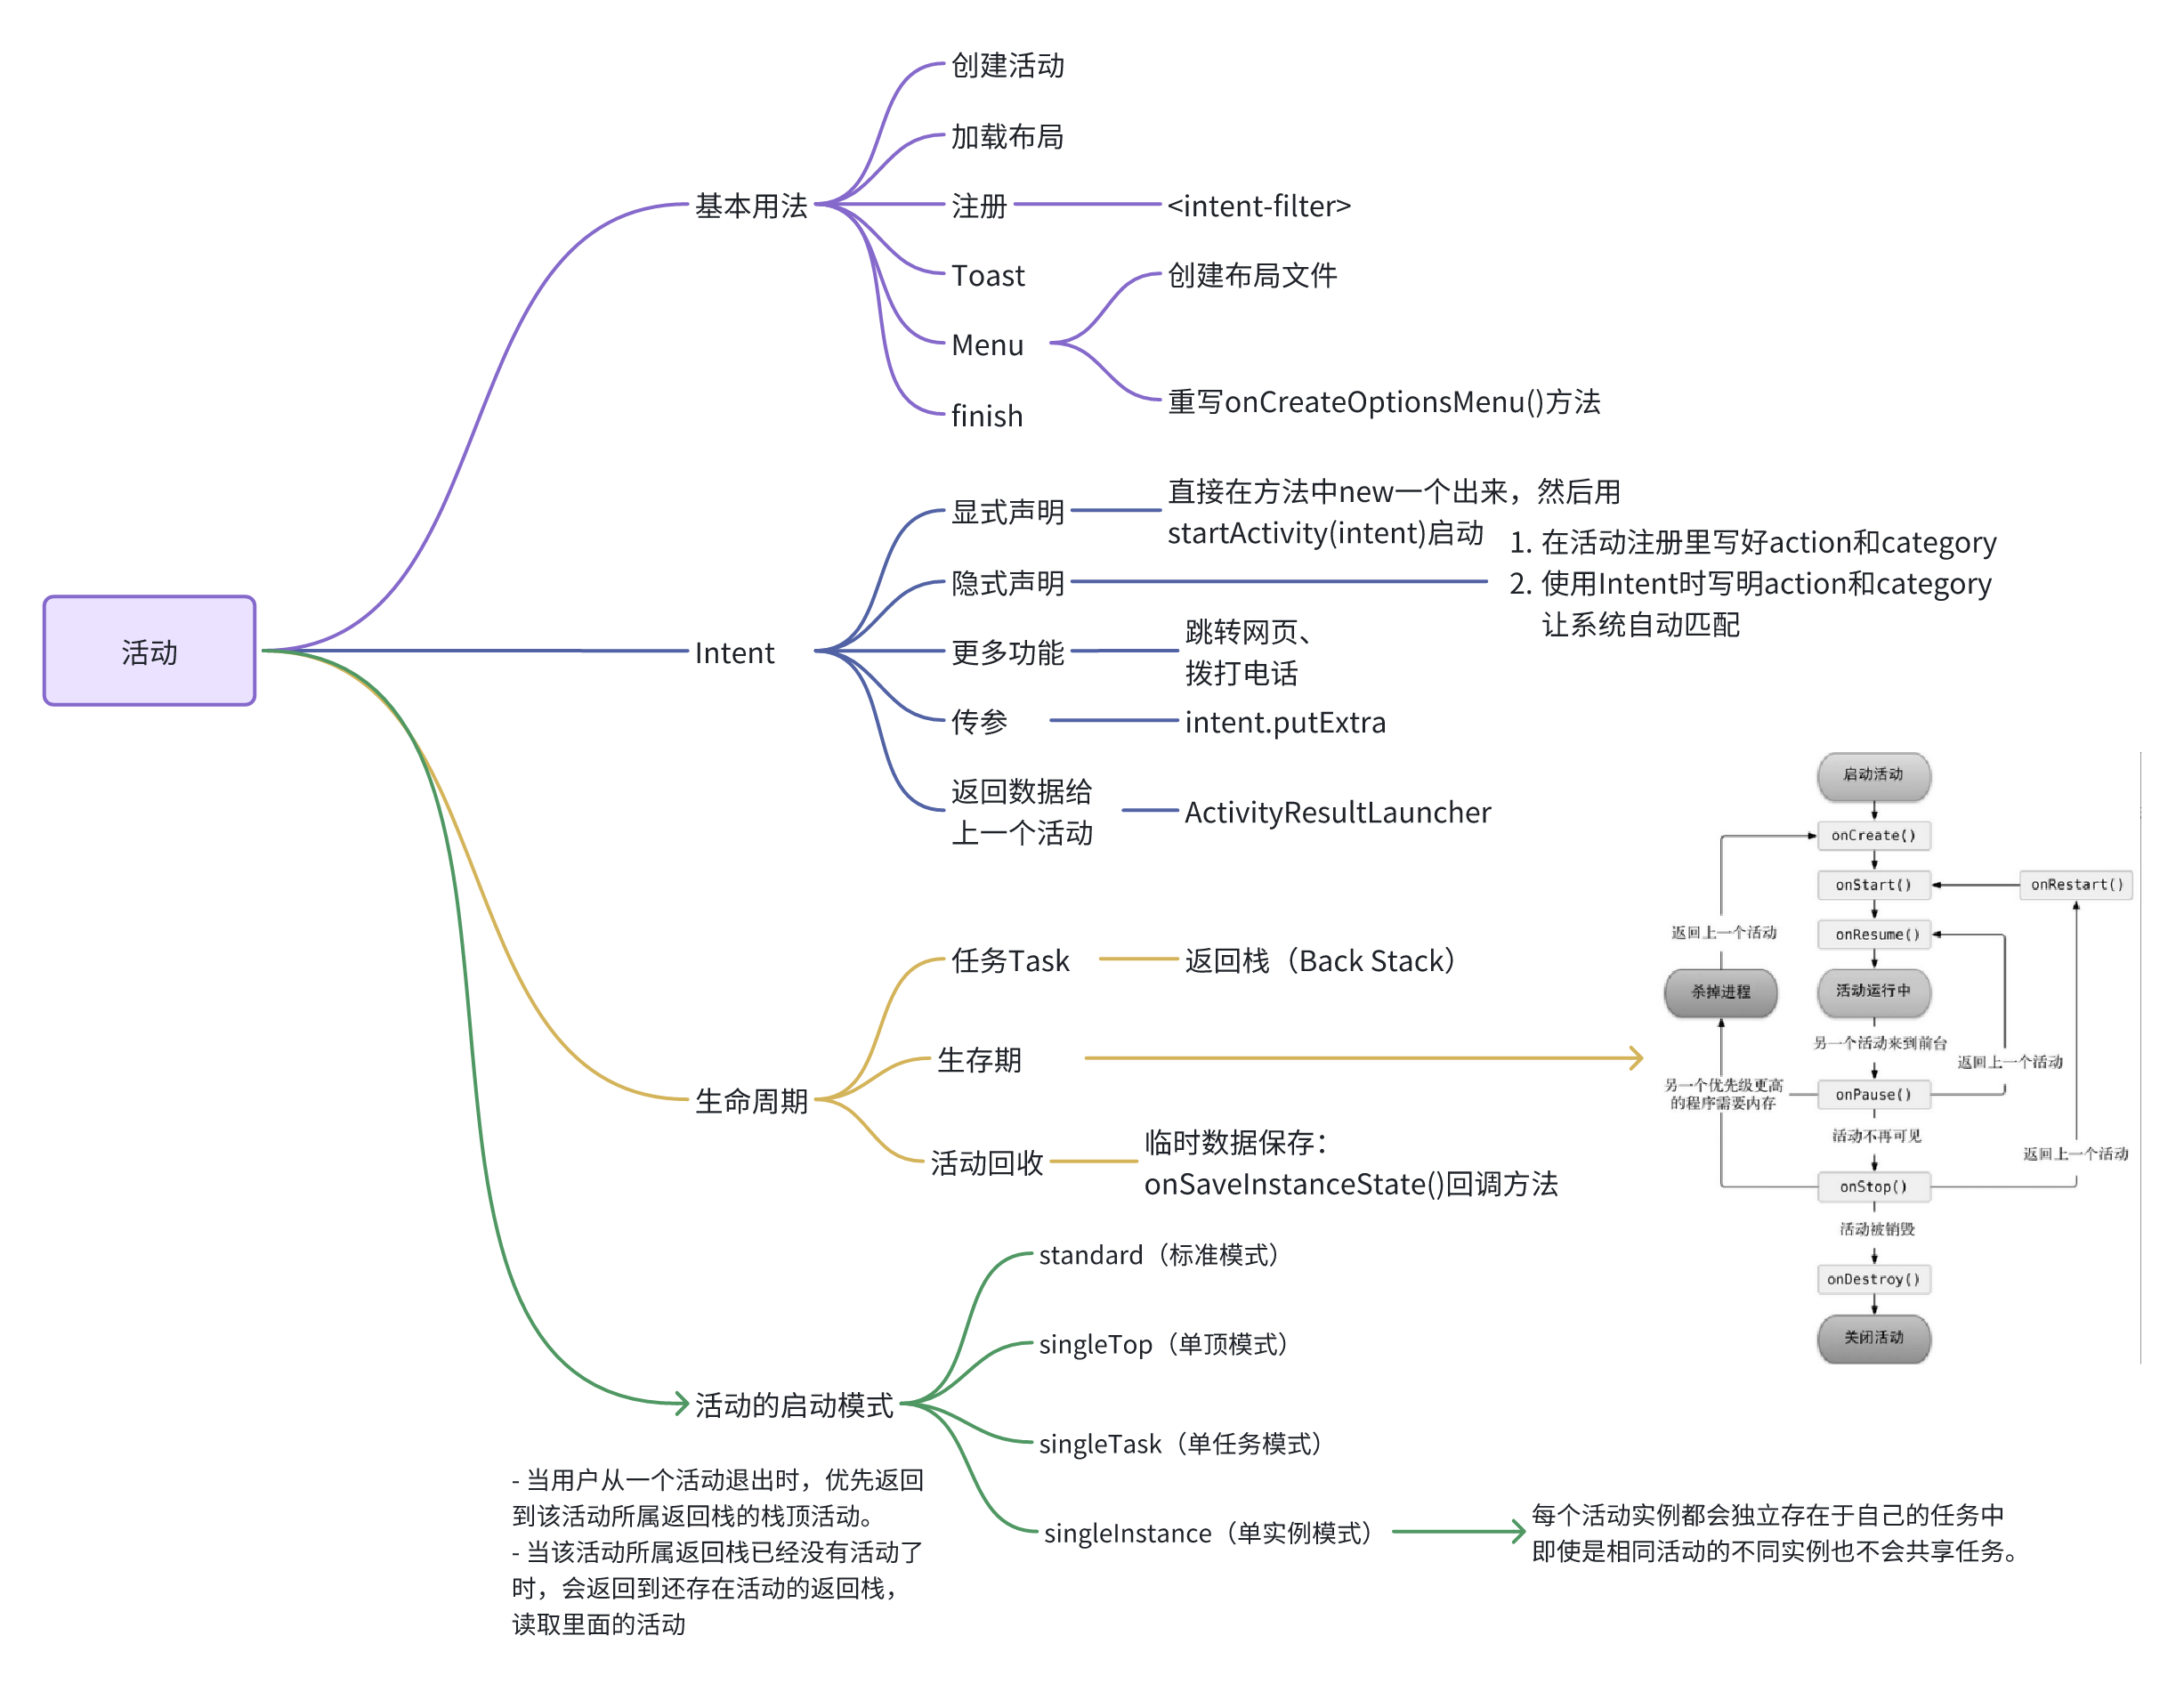 活动
基本用法
创建活动
加载布局
注册
<intent-filter>
Toast
Menu
创建布局文件
重写onCreateOptionsMenu()方法
finish
Intent
显式声明
直接在方法中new一个出来，然后用
startActivity(intent)启动
隐式声明
1. 在活动注册里写好action和category
2. 使用Intent时写明action和category
让系统自动匹配
更多功能
跳转网页、
拨打电话
传参
intent.putExtra
返回数据给
上一个活动
ActivityResultLauncher
生命周期
任务Task
返回栈（Back Stack）
生存期
启动活动
onCreate()
onStart()
onRestart()
onResume()
返回上一个活动
杀掉进程
活动运行中
另一个活动来到前台
返回上一个活动
另一个优先级更高
的程序需要内存
onPause()
活动不再可见
返回上一个活动
onStop()
活动被销毁
onDestroy()
关闭活动
活动回收
临时数据保存：
onSaveInstanceState()回调方法
活动的启动模式
standard（标准模式）
singleTop（单顶模式）
singleTask（单任务模式）
singleInstance（单实例模式）
每个活动实例都会独立存在于自己的任务中
即使是相同活动的不同实例也不会共享任务。
- 当用户从一个活动退出时，优先返回
到该活动所属返回栈的栈顶活动。
- 当该活动所属返回栈已经没有活动了
时，会返回到还存在活动的返回栈，
读取里面的活动